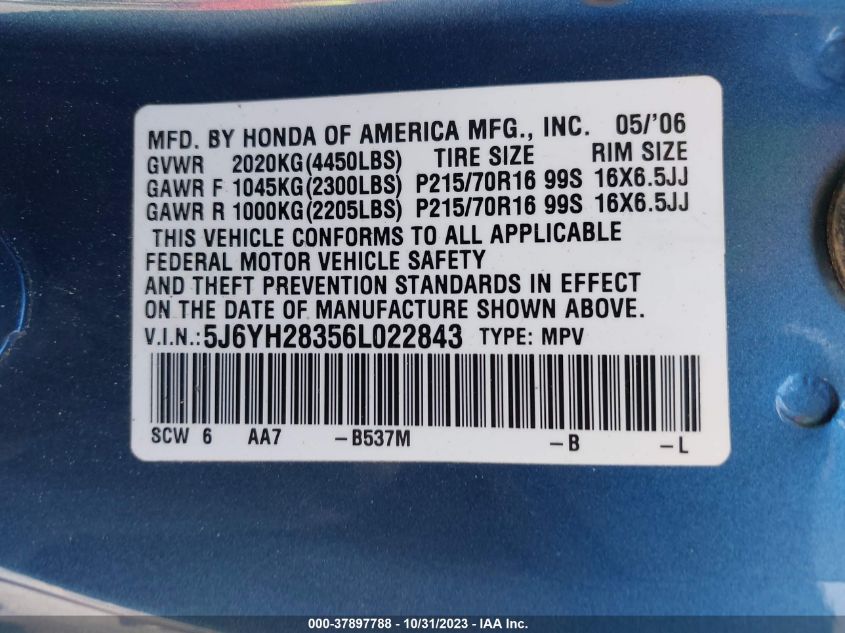 MFD. BY HONDA OF AMERICA MFG., INC. 05/'06
GVWR 2020KG(4450LBS) TIRE SIZE RIM SIZE
GAWR F 1045KG(2300LBS) P215/70R16 99S 16X6.5JJ
GAWR R 1000KG(2205LBS) P215/70R16 99S 16X6.5JJ
THIS VEHICLE CONFORMS TO ALL APPLICABLE
FEDERAL MOTOR VEHICLE SAFETY
AND THEFT PREVENTION STANDARDS IN EFFECT
ON THE DATE OF MANUFACTURE SHOWN ABOVE.
V.I.N.:5J6YH28356L022843 TYPE: MPV
SCW 6 AA7 -B537M -B -L
000-37897788 - 10/31/2023 - IAA Inc.